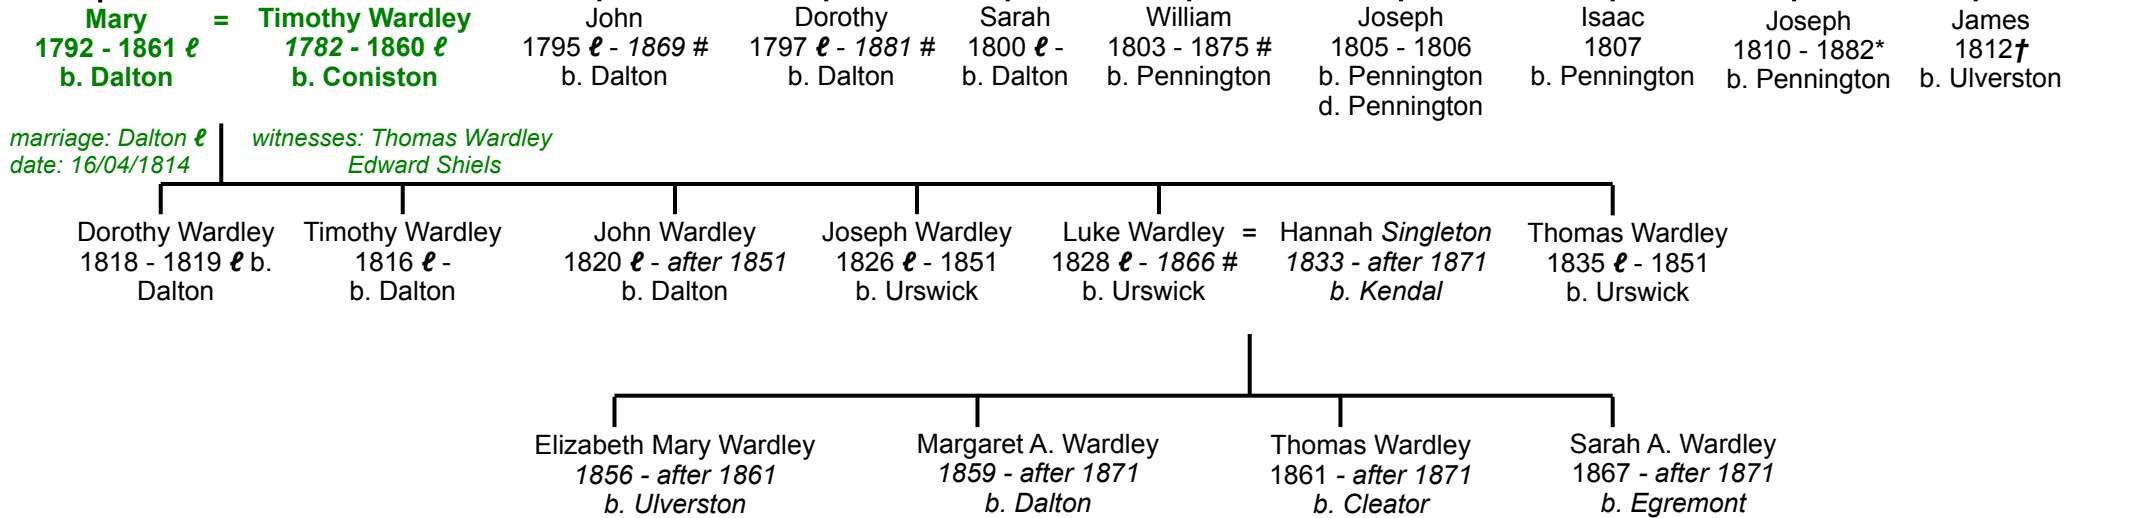 Mary = Timothy Wardley
1792 - 1861 ℓ
b. Dalton
1782 - 1860 ℓ
b. Coniston
John
1795 ℓ - 1869 #
b. Dalton
Dorothy
1797 ℓ - 1881 #
b. Dalton
Sarah
1800 ℓ -
b. Dalton
William
1803 - 1875 #
b. Pennington
Joseph
1805 - 1806
b. Pennington
d. Pennington
Isaac
1807
b. Pennington
Joseph
1810 - 1882*
b. Pennington
James
1812†
b. Ulverston
marriage: Dalton ℓ
date: 16/04/1814
witnesses: Thomas Wardley
Edward Shiels
Dorothy Wardley
1818 - 1819 ℓ b.
Dalton
Timothy Wardley
1816 ℓ -
b. Dalton
John Wardley
1820 ℓ - after 1851
b. Dalton
Joseph Wardley
1826 ℓ - 1851
b. Urswick
Luke Wardley = Hannah Singleton
1828 ℓ - 1866 #
b. Urswick
1833 - after 1871
b. Kendal
Thomas Wardley
1835 ℓ - 1851
b. Urswick
Elizabeth Mary Wardley
1856 - after 1861
b. Ulverston
Margaret A. Wardley
1859 - after 1871
b. Dalton
Thomas Wardley
1861 - after 1871
b. Cleator
Sarah A. Wardley
1867 - after 1871
b. Egremont